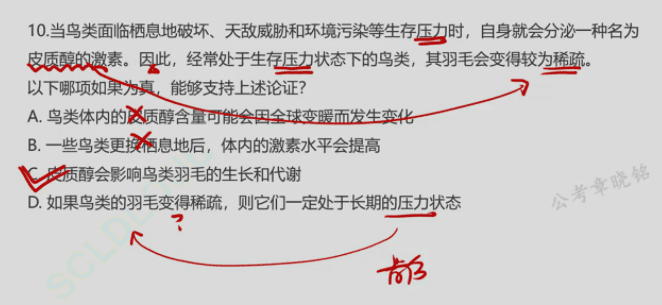 10.当鸟类面临栖息地破坏、天敌威胁和环境污染等生存压力时，自身就会分泌一种名为
皮质醇的激素。因此，经常处于生存压力状态下的鸟类，其羽毛会变得较为稀疏。
以下哪项如果为真，能够支持上述论证？
A. 鸟类体内的皮质醇含量可能会因全球变暖而发生变化
B. 一些鸟类更换栖息地后，体内的激素水平会提高
C. 皮质醇会影响鸟类羽毛的生长和代谢
公考章晓铭
D. 如果鸟类的羽毛变得稀疏，则它们一定处于长期的压力状态
?